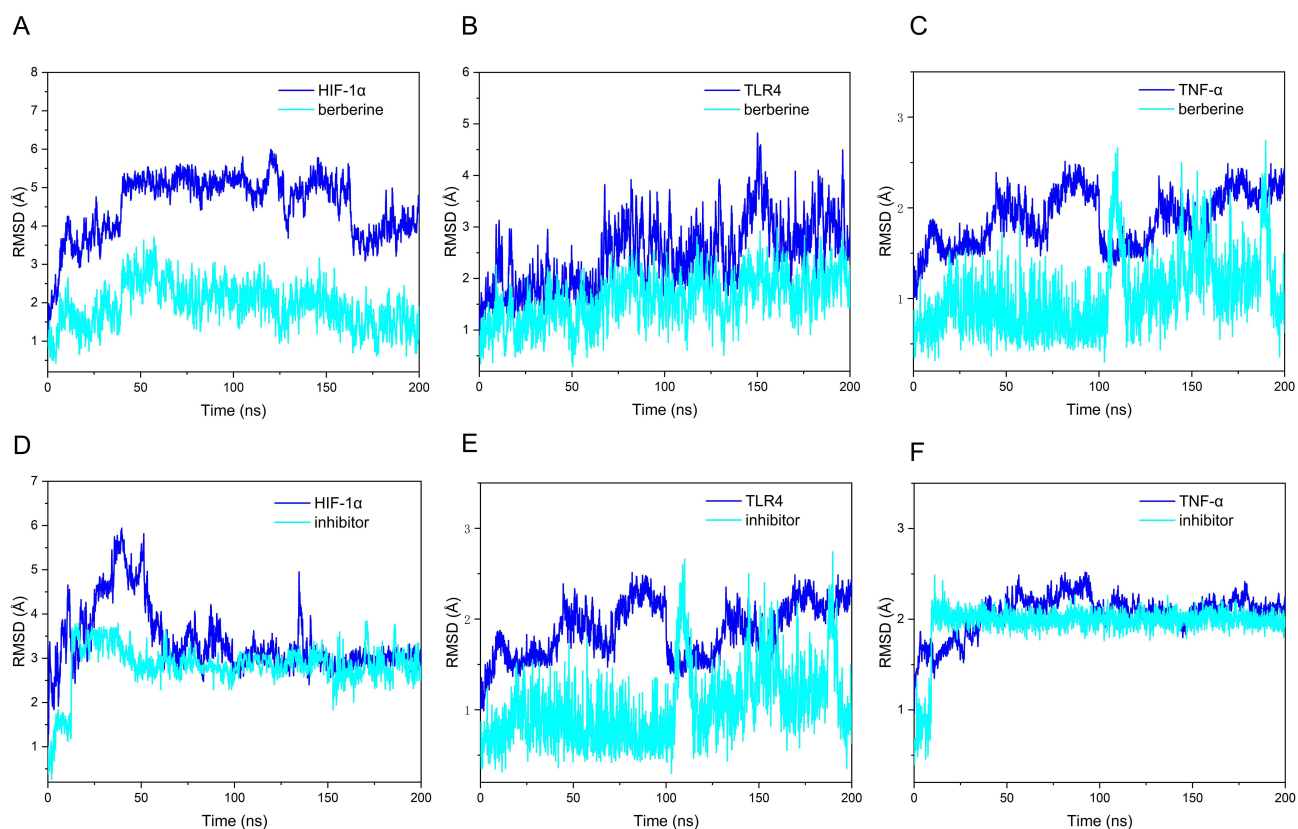 A
8
7
6
5
4
3
2
1
RMSD (Å)
HIF-1α
berberine
0
50
100
150
200
Time (ns)
B
6
5
4
3
2
1
RMSD (Å)
TLR4
berberine
0
50
100
150
200
Time (ns)
C
3
2
1
RMSD (Å)
TNF-α
berberine
0
50
100
150
200
Time (ns)
D
7
6
5
4
3
2
1
RMSD (Å)
HIF-1α
inhibitor
0
50
100
150
200
Time (ns)
E
3
2
1
RMSD (Å)
TLR4
inhibitor
0
50
100
150
200
Time (ns)
F
3
2
1
RMSD (Å)
TNF-α
inhibitor
0
50
100
150
200
Time (ns)